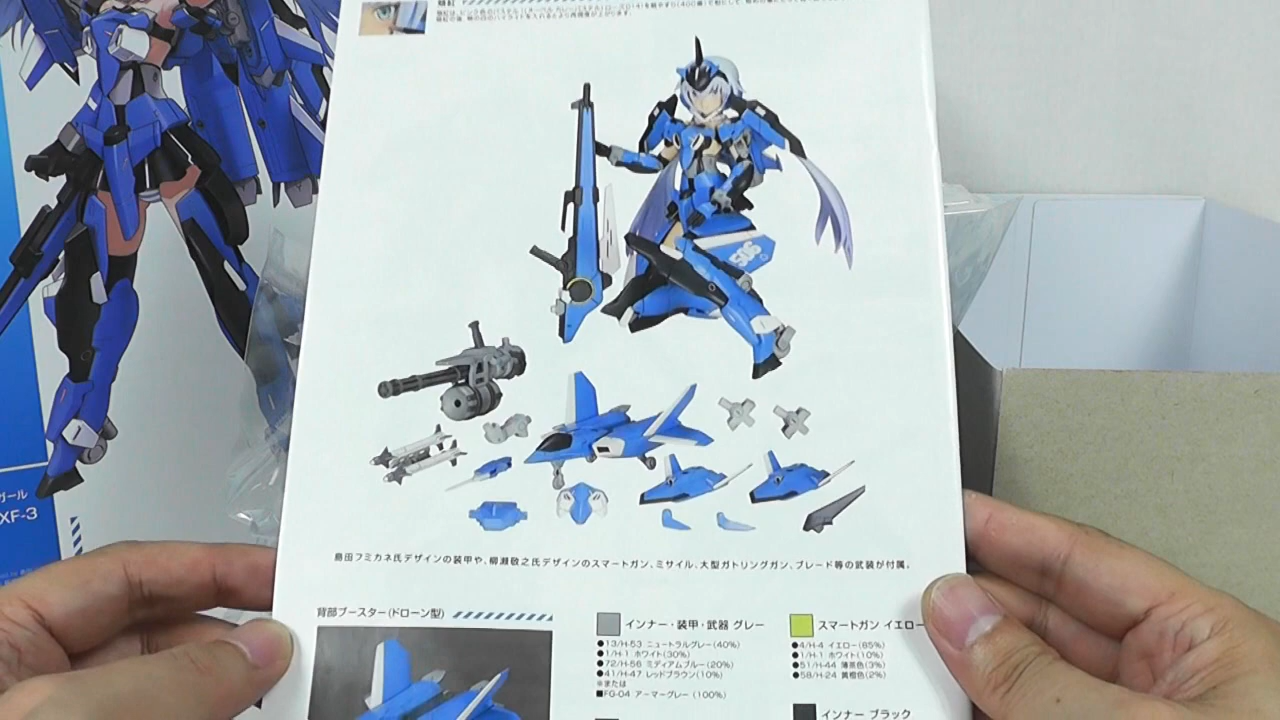 頬紅
ガール
XF-3
島田フミカネ氏デザインの装甲や、柳瀬敬之氏デザインのスマートガン、ミサイル、大型ガトリングガン、ブレード等の武装が付属。
背部ブースター(ドローン型)
インナー・装甲・武器 グレー
●13/H-53 ニュートラルグレー(40%)
●1/H-1 ホワイト(30%)
●72/H-56 ミディアムブルー(20%)
●41/H-47 レッドブラウン(10%)
※または
■FG-04 アーマーグレー (100%)
スマートガン イエロー
●4/H-4 イエロー(85%)
●1/H-1 ホワイト(10%)
●51/H-44 薄茶色(3%)
●58/H-24 黄橙色(2%)
インナー ブラック